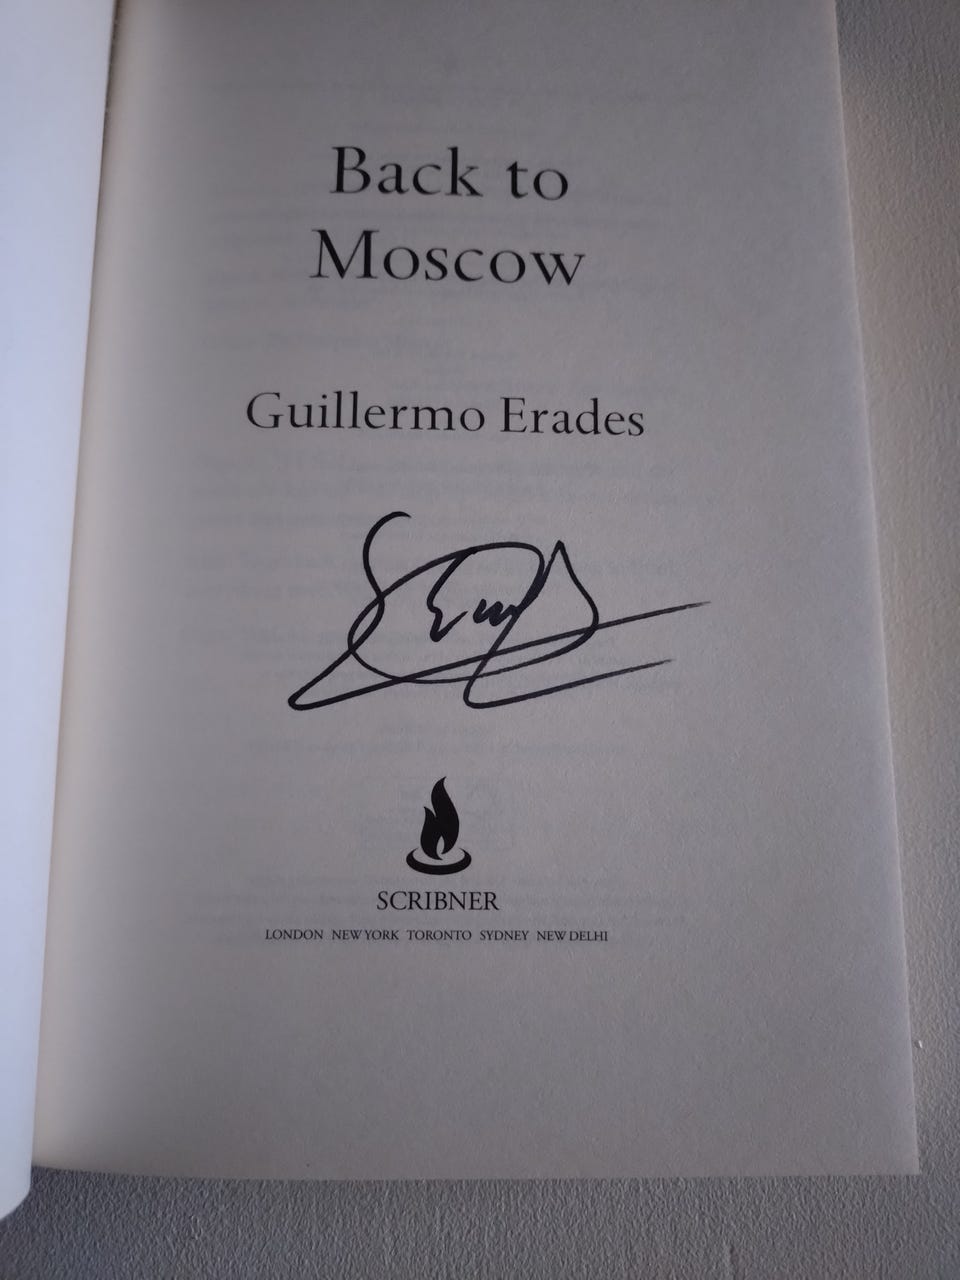 Back to
Moscow
Guillermo Erades
SCRIBNER
LONDON NEW YORK TORONTO SYDNEY NEW DELHI